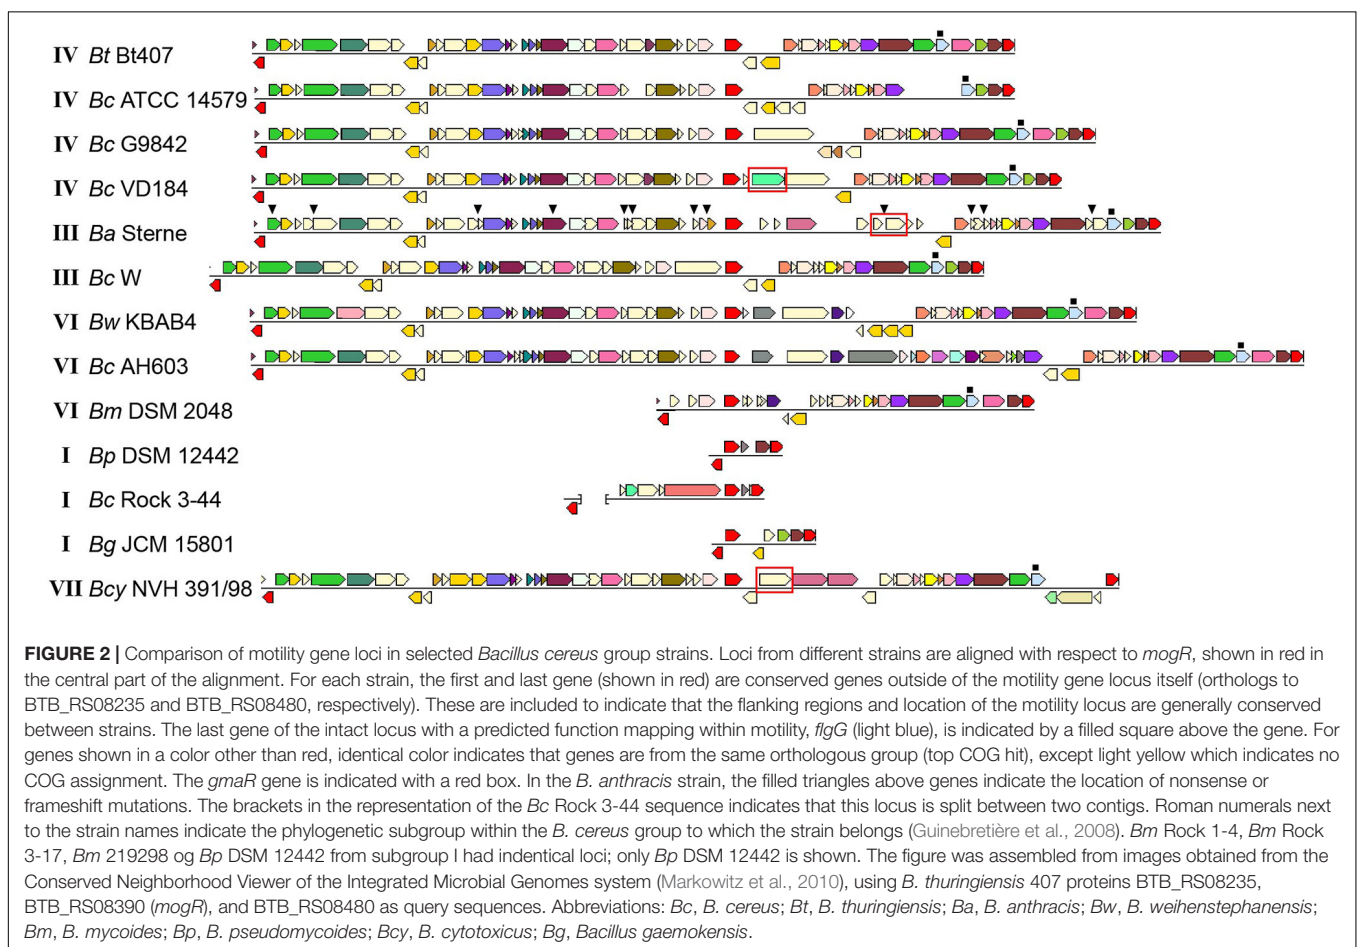 IV Bt Bt407
IV Bc ATCC 14579
IV Bc G9842
IV Bc VD184
III Ba Sterne
III Bc W
VI Bw KBAB4
VI Bc AH603
VI Bm DSM 2048
I Bp DSM 12442
I Bc Rock 3-44
I Bg JCM 15801
VII Bcy NVH 391/98
FIGURE 2 | Comparison of motility gene loci in selected Bacillus cereus group strains. Loci from different strains are aligned with respect to mogR, shown in red in
the central part of the alignment. For each strain, the first and last gene (shown in red) are conserved genes outside of the motility gene locus itself (orthologs to
BTB_RS08235 and BTB_RS08480, respectively). These are included to indicate that the flanking regions and location of the motility locus are generally conserved
between strains. The last gene of the intact locus with a predicted function mapping within motility, flgG (light blue), is indicated by a filled square above the gene. For
genes shown in a color other than red, identical color indicates that genes are from the same orthologous group (top COG hit), except light yellow which indicates no
COG assignment. The gmaR gene is indicated with a red box. In the B. anthracis strain, the filled triangles above genes indicate the location of nonsense or
frameshift mutations. The brackets in the representation of the Bc Rock 3-44 sequence indicates that this locus is split between two contigs. Roman numerals next
to the strain names indicate the phylogenetic subgroup within the B. cereus group to which the strain belongs (Guinebretière et al., 2008). Bm Rock 1-4, Bm Rock
3-17, Bm 219298 og Bp DSM 12442 from subgroup I had indentical loci; only Bp DSM 12442 is shown. The figure was assembled from images obtained from the
Conserved Neighborhood Viewer of the Integrated Microbial Genomes system (Markowitz et al., 2010), using B. thuringiensis 407 proteins BTB_RS08235,
BTB_RS08390 (mogR), and BTB_RS08480 as query sequences. Abbreviations: Bc, B. cereus; Bt, B. thuringiensis; Ba, B. anthracis; Bw, B. weihenstephanensis;
Bm, B. mycoides; Bp, B. pseudomycoides; Bcy, B. cytotoxicus; Bg, Bacillus gaemokensis.